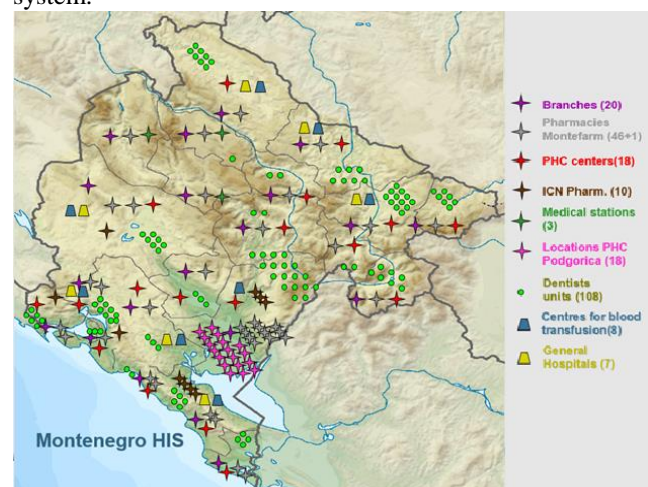 system.
Branches (20)
Pharmacies
Montefarm (46+1)
PHC centers(18)
ICN Pharm. (10)
Medical stations
(3)
Locations PHC
Podgorica (18)
Dentists
units (108)
Centres for blood
transfusion(8)
General
Hospitals (7)
Montenegro HIS